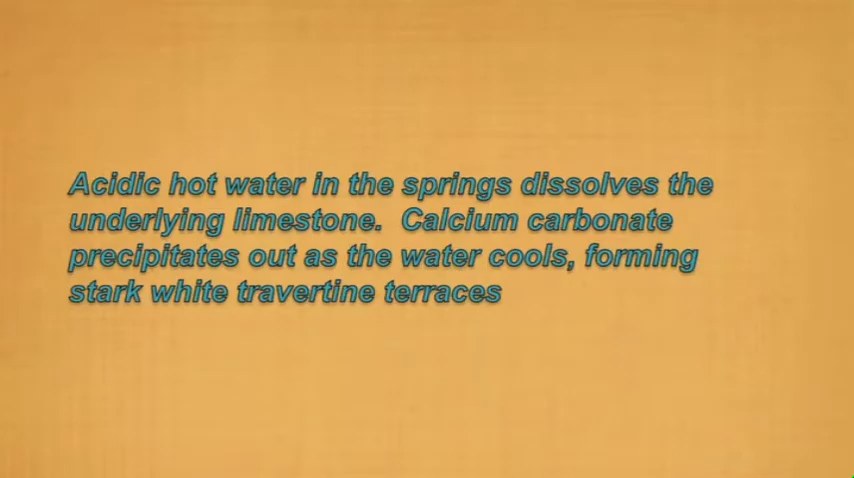 Acidic hot water in the springs dissolves the
underlying limestone.  Calcium carbonate
precipitates out as the water cools, forming
stark white travertine terraces